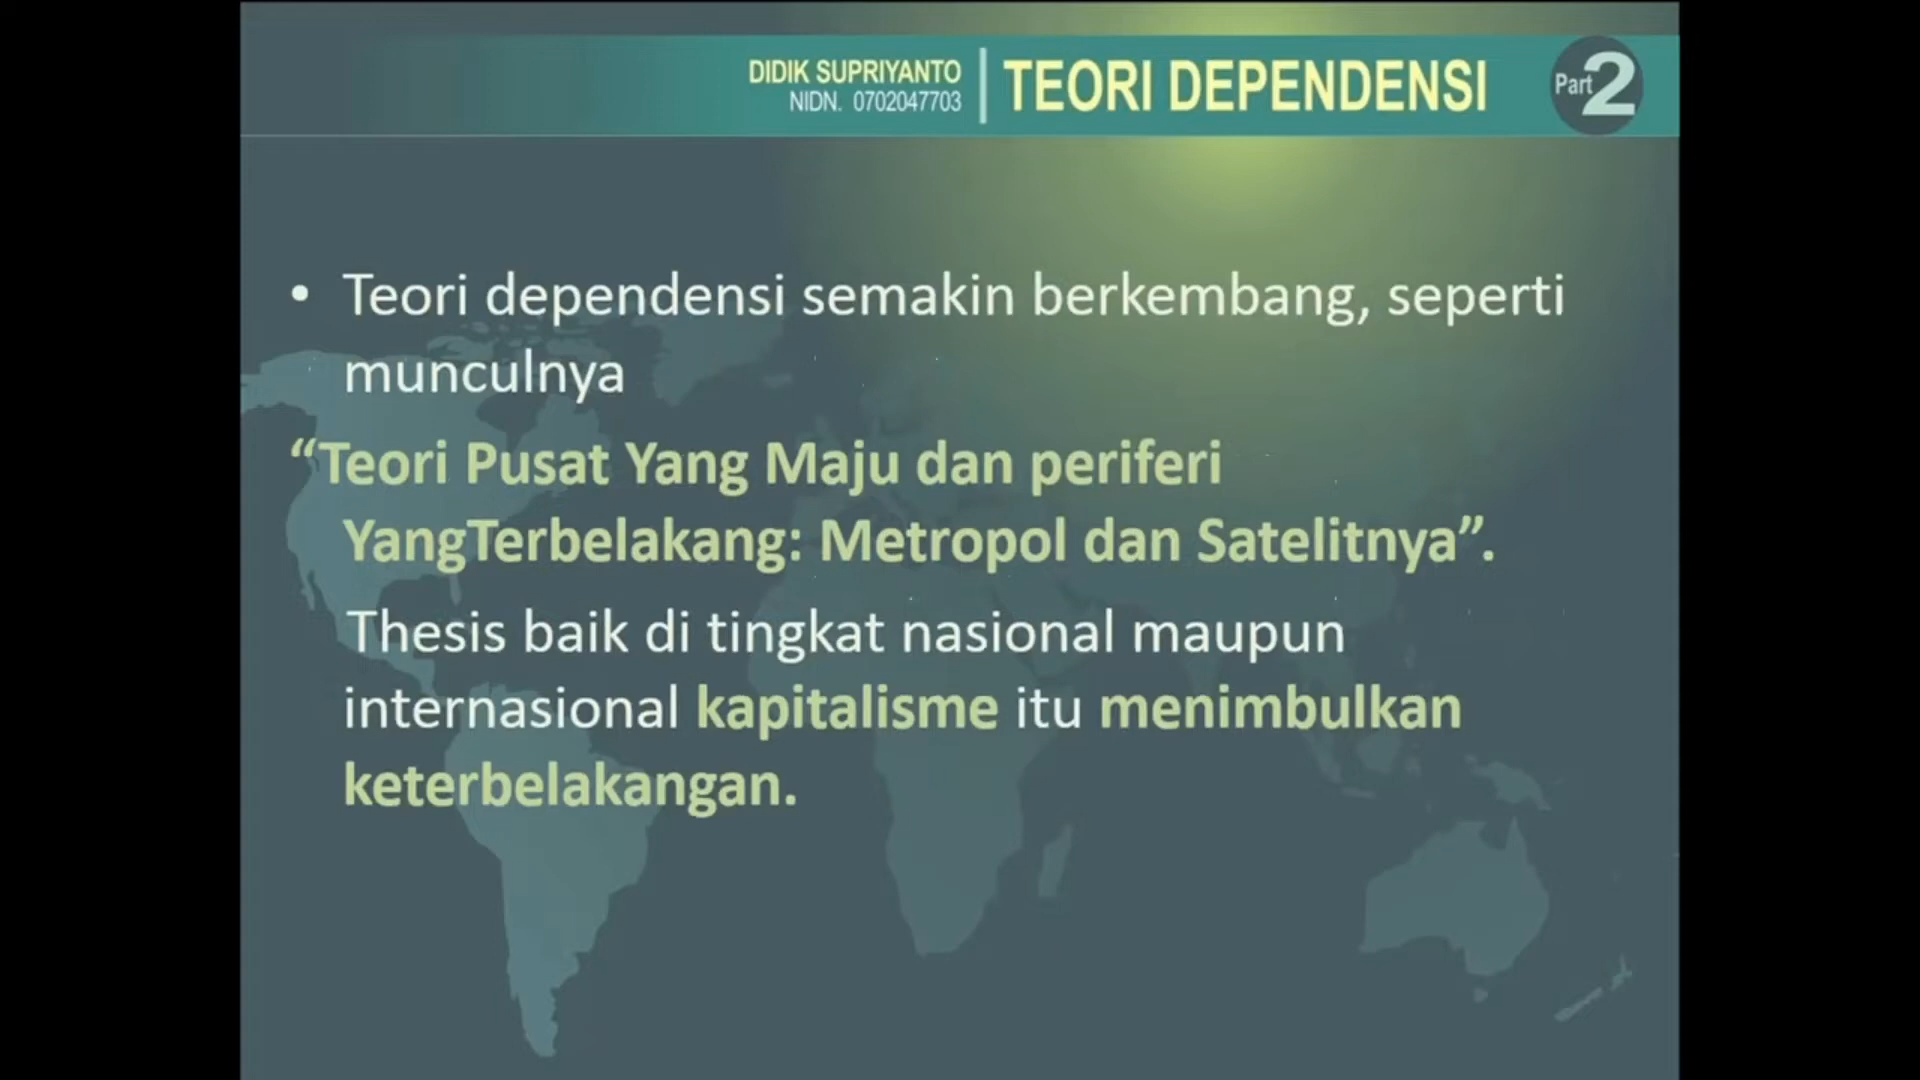 DIDIK SUPRIYANTO
NIDN. 0702047703
TEORI DEPENDENSI
Part 2
• Teori dependensi semakin berkembang, seperti
munculnya
“Teori Pusat Yang Maju dan periferi
YangTerbelakang: Metropol dan Satelitnya”.
Thesis baik di tingkat nasional maupun
internasional kapitalisme itu menimbulkan
keterbelakangan.